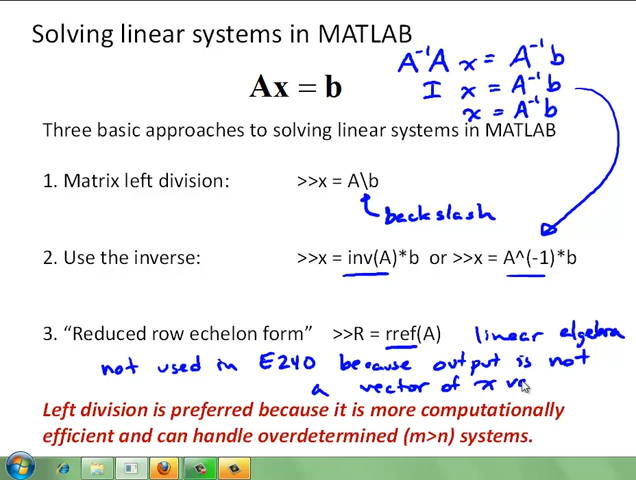 Solving linear systems in MATLAB
A⁻¹A x = A⁻¹b
Ax = b
I x = A⁻¹b
x = A⁻¹b
Three basic approaches to solving linear systems in MATLAB
1. Matrix left division: >>x = A\b
backslash
2. Use the inverse: >>x = inv(A)*b or >>x = A^(-1)*b
3. “Reduced row echelon form” >>R = rref(A) linear algebra
not used in E240 because output is not
a vector of x
Left division is preferred because it is more computationally
efficient and can handle overdetermined (m>n) systems.